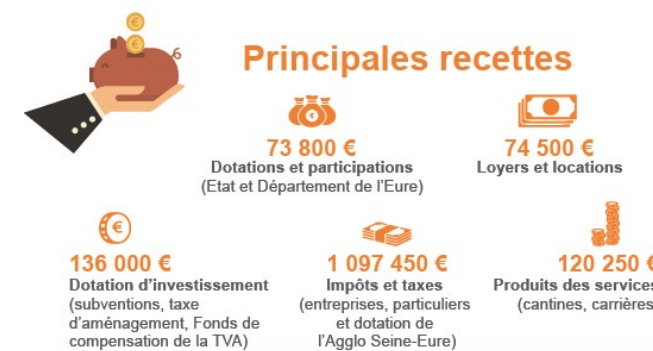 Principales recettes
73 800 €
Dotations et participations
(Etat et Département de l'Eure)
74 500 €
Loyers et locations
136 000 €
Dotation d'investissement
(subventions, taxe
d'aménagement, Fonds de
compensation de la TVA)
1 097 450 €
Impôts et taxes
(entreprises, particuliers
et dotation de
l'Agglo Seine-Eure)
120 250 €
Produits des services
(cantines, carrières